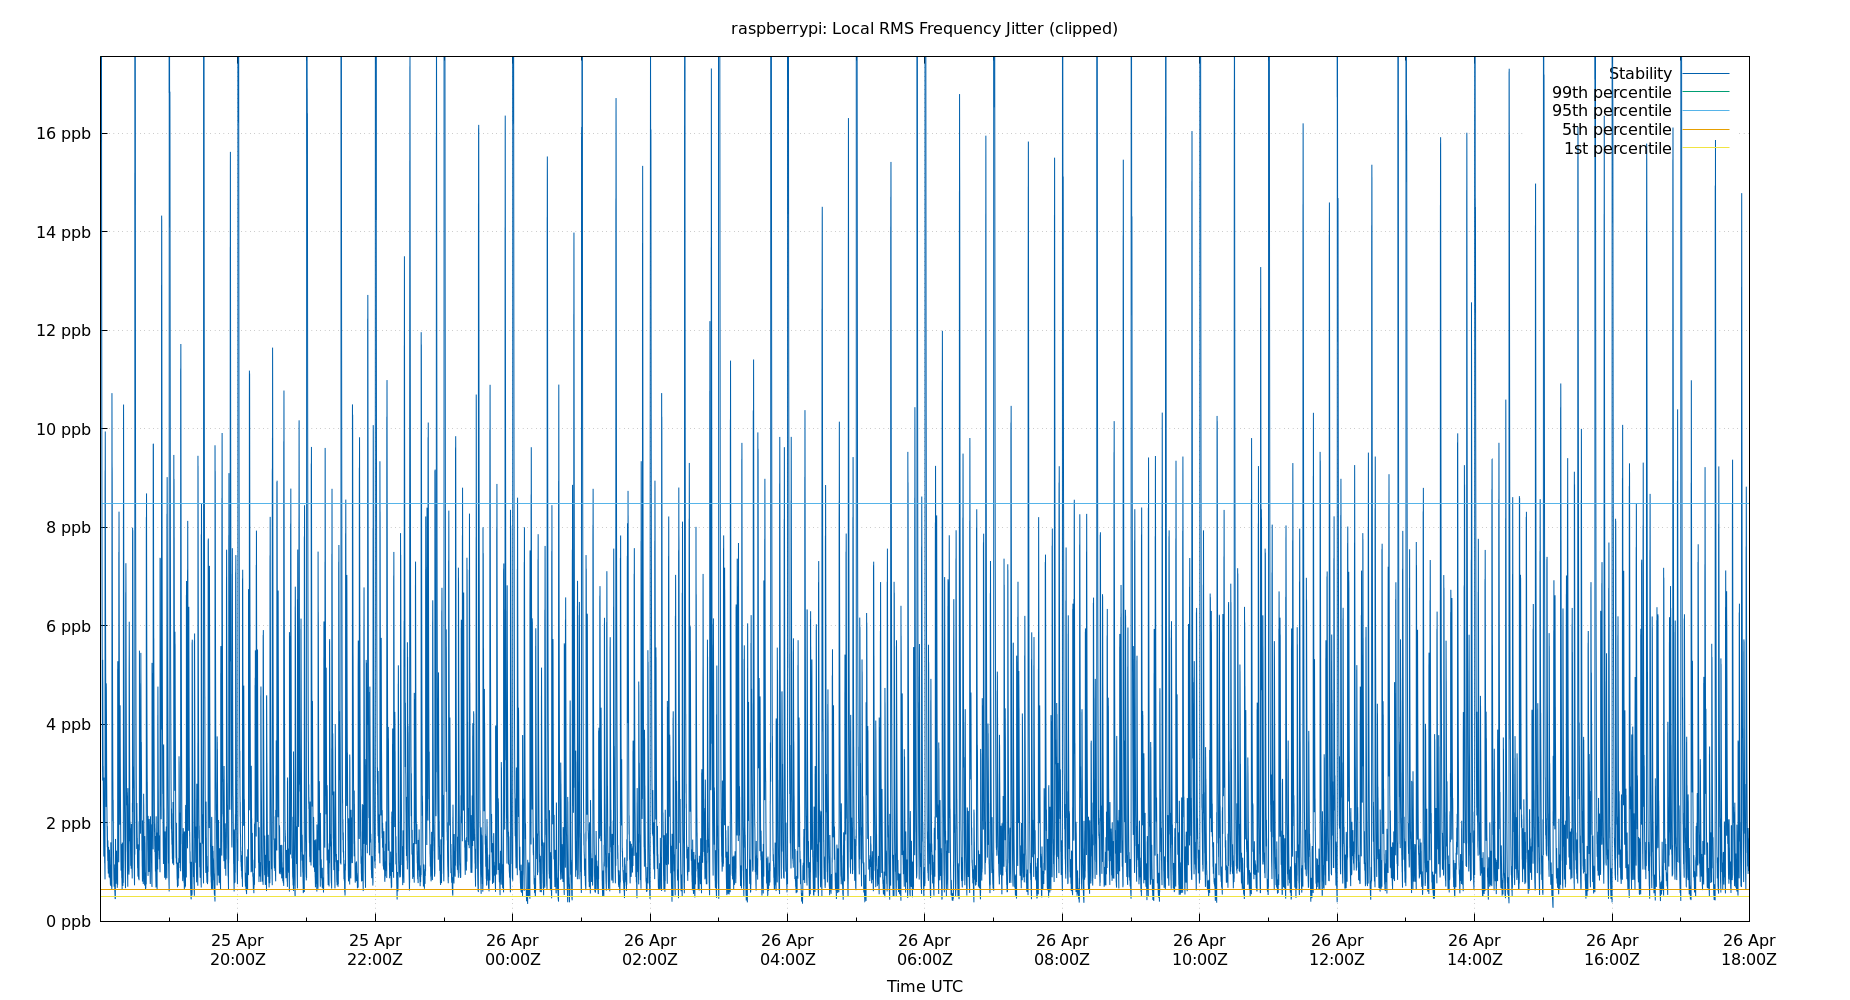 raspberrypi: Local RMS Frequency Jitter (clipped)
Stability
99th percentile
95th percentile
5th percentile
1st percentile
16 ppb
14 ppb
12 ppb
10 ppb
8 ppb
6 ppb
4 ppb
2 ppb
0 ppb
25 Apr 25 Apr 26 Apr 26 Apr 26 Apr 26 Apr 26 Apr 26 Apr 26 Apr 26 Apr 26 Apr 26 Apr
20:00Z 22:00Z 00:00Z 02:00Z 04:00Z 06:00Z 08:00Z 10:00Z 12:00Z 14:00Z 16:00Z 18:00Z
Time UTC